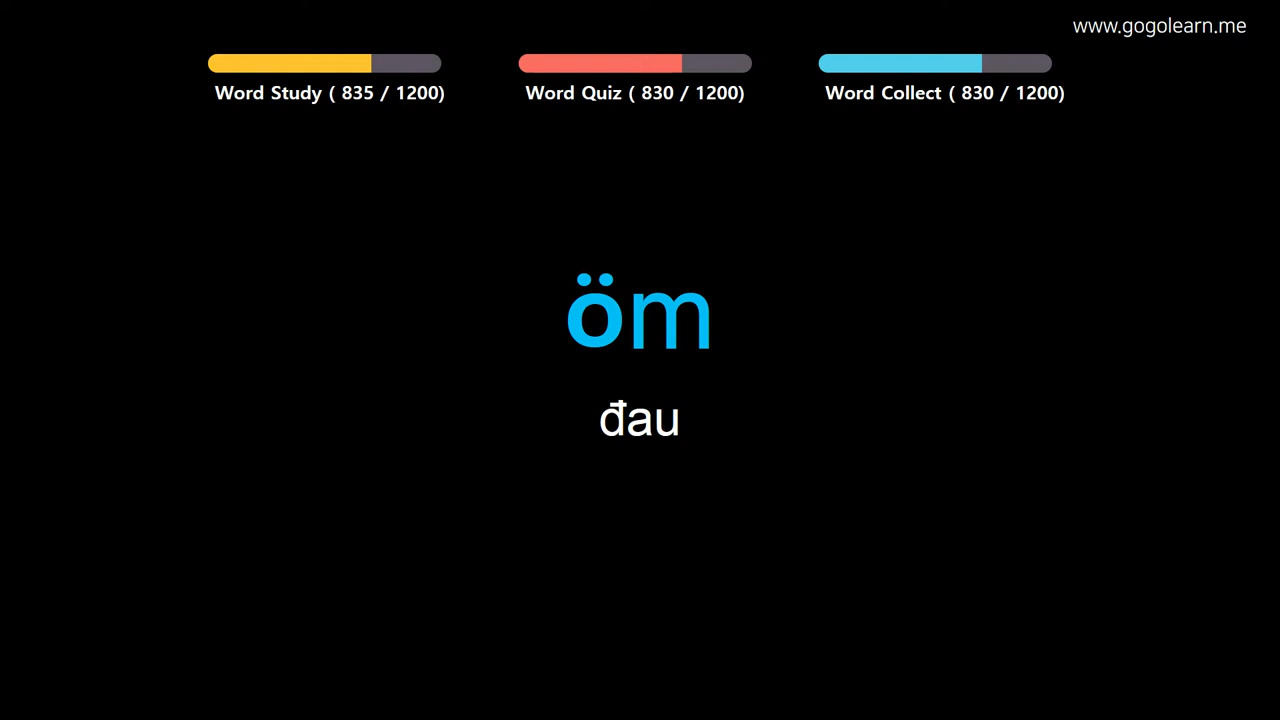 www.gogolearn.me
Word Study ( 835 / 1200)
Word Quiz ( 830 / 1200)
Word Collect ( 830 / 1200)
öm
đau